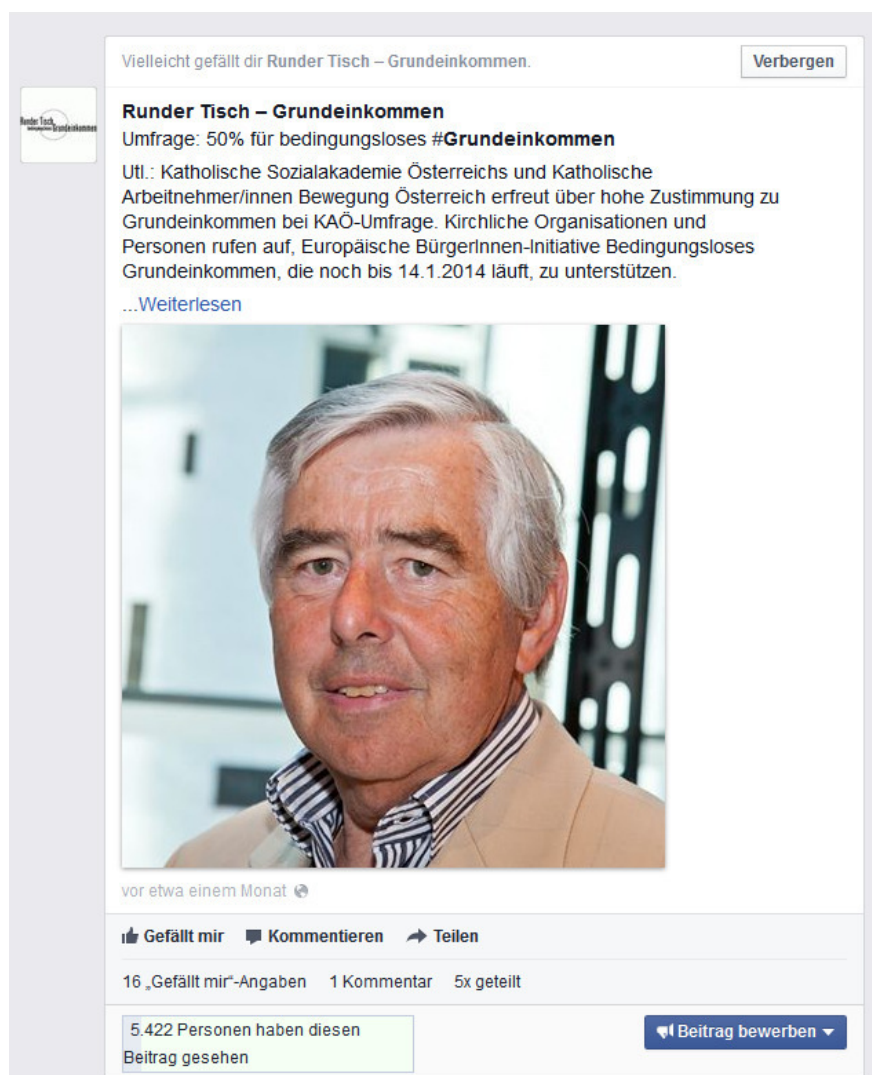 Vielleicht gefällt dir Runder Tisch – Grundeinkommen.
Verbergen
Runder Tisch
Grundeinkommen
Runder Tisch – Grundeinkommen
Umfrage: 50% für bedingungsloses #Grundeinkommen
Utl.: Katholische Sozialakademie Österreichs und Katholische
Arbeitnehmer/innen Bewegung Österreich erfreut über hohe Zustimmung zu
Grundeinkommen bei KAÖ-Umfrage. Kirchliche Organisationen und
Personen rufen auf, Europäische BürgerInnen-Initiative Bedingungsloses
Grundeinkommen, die noch bis 14.1.2014 läuft, zu unterstützen.
...Weiterlesen
vor etwa einem Monat
Gefällt mir Kommentieren Teilen
16 „Gefällt mir“-Angaben 1 Kommentar 5x geteilt
5.422 Personen haben diesen
Beitrag gesehen
Beitrag bewerben